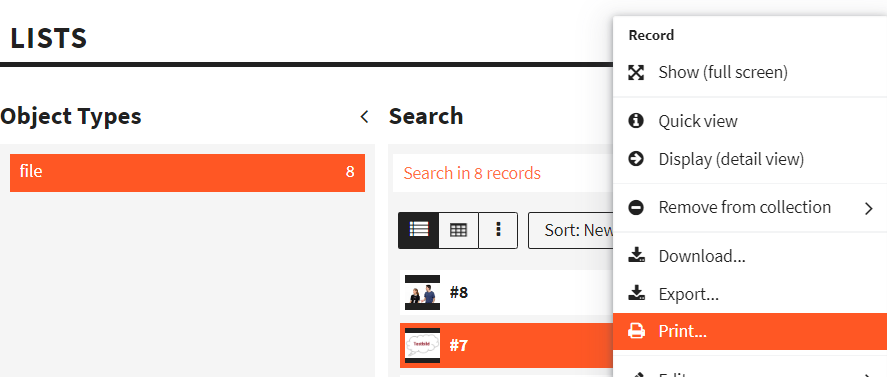 LISTS
Object Types
file 8
Search
Search in 8 records
Sort: New
#8
#7
Record
Show (full screen)
Quick view
Display (detail view)
Remove from collection
Download...
Export...
Print...